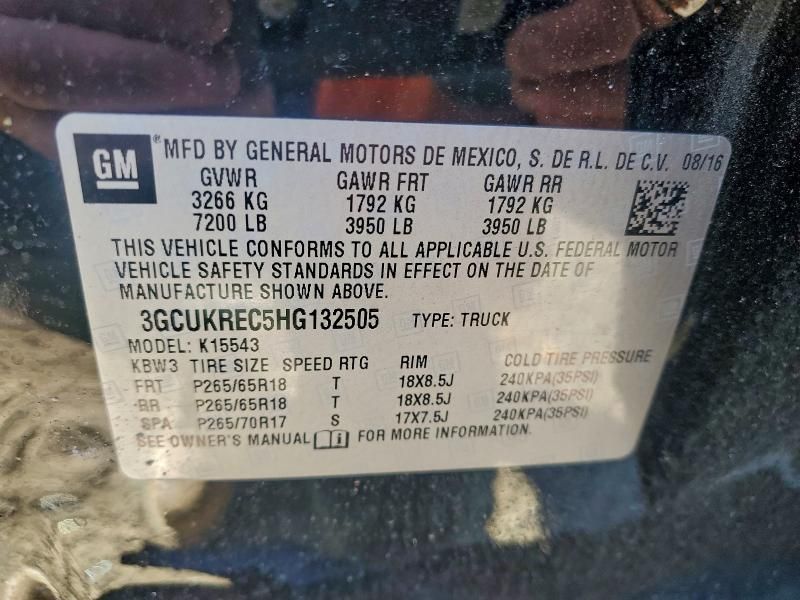 GM® MFD BY GENERAL MOTORS DE MEXICO, S. DE R.L. DE C.V. 08/16
GVWR GAWR FRT GAWR RR
3266 KG 1792 KG 1792 KG
7200 LB 3950 LB 3950 LB
THIS VEHICLE CONFORMS TO ALL APPLICABLE U.S. FEDERAL MOTOR
VEHICLE SAFETY STANDARDS IN EFFECT ON THE DATE OF
MANUFACTURE SHOWN ABOVE.
3GCUKREC5HG132505 TYPE: TRUCK
MODEL: K15543
KBW3 TIRE SIZE SPEED RTG RIM COLD TIRE PRESSURE
FRT P265/65R18 T 18X8.5J 240KPA(35PSI)
RR P265/65R18 T 18X8.5J 240KPA(35PSI)
SPA P265/70R17 S 17X7.5J 240KPA(35PSI)
SEE OWNER'S MANUAL FOR MORE INFORMATION.